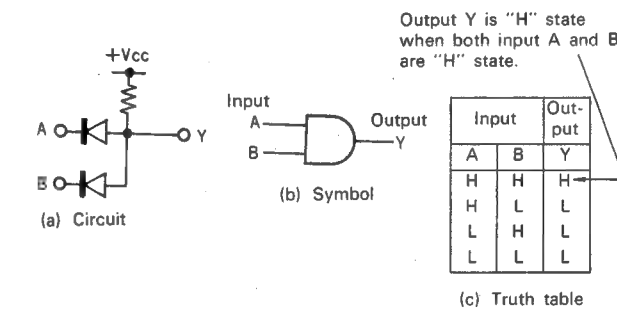 Output Y is "H" state
when both input A and B
are "H" state.
+Vcc
A
Y
B
(a) Circuit
Input
A
B
Output
Y
(b) Symbol
Input
Out-
put
A B Y
H H H
H L L
L H L
L L L
(c) Truth table